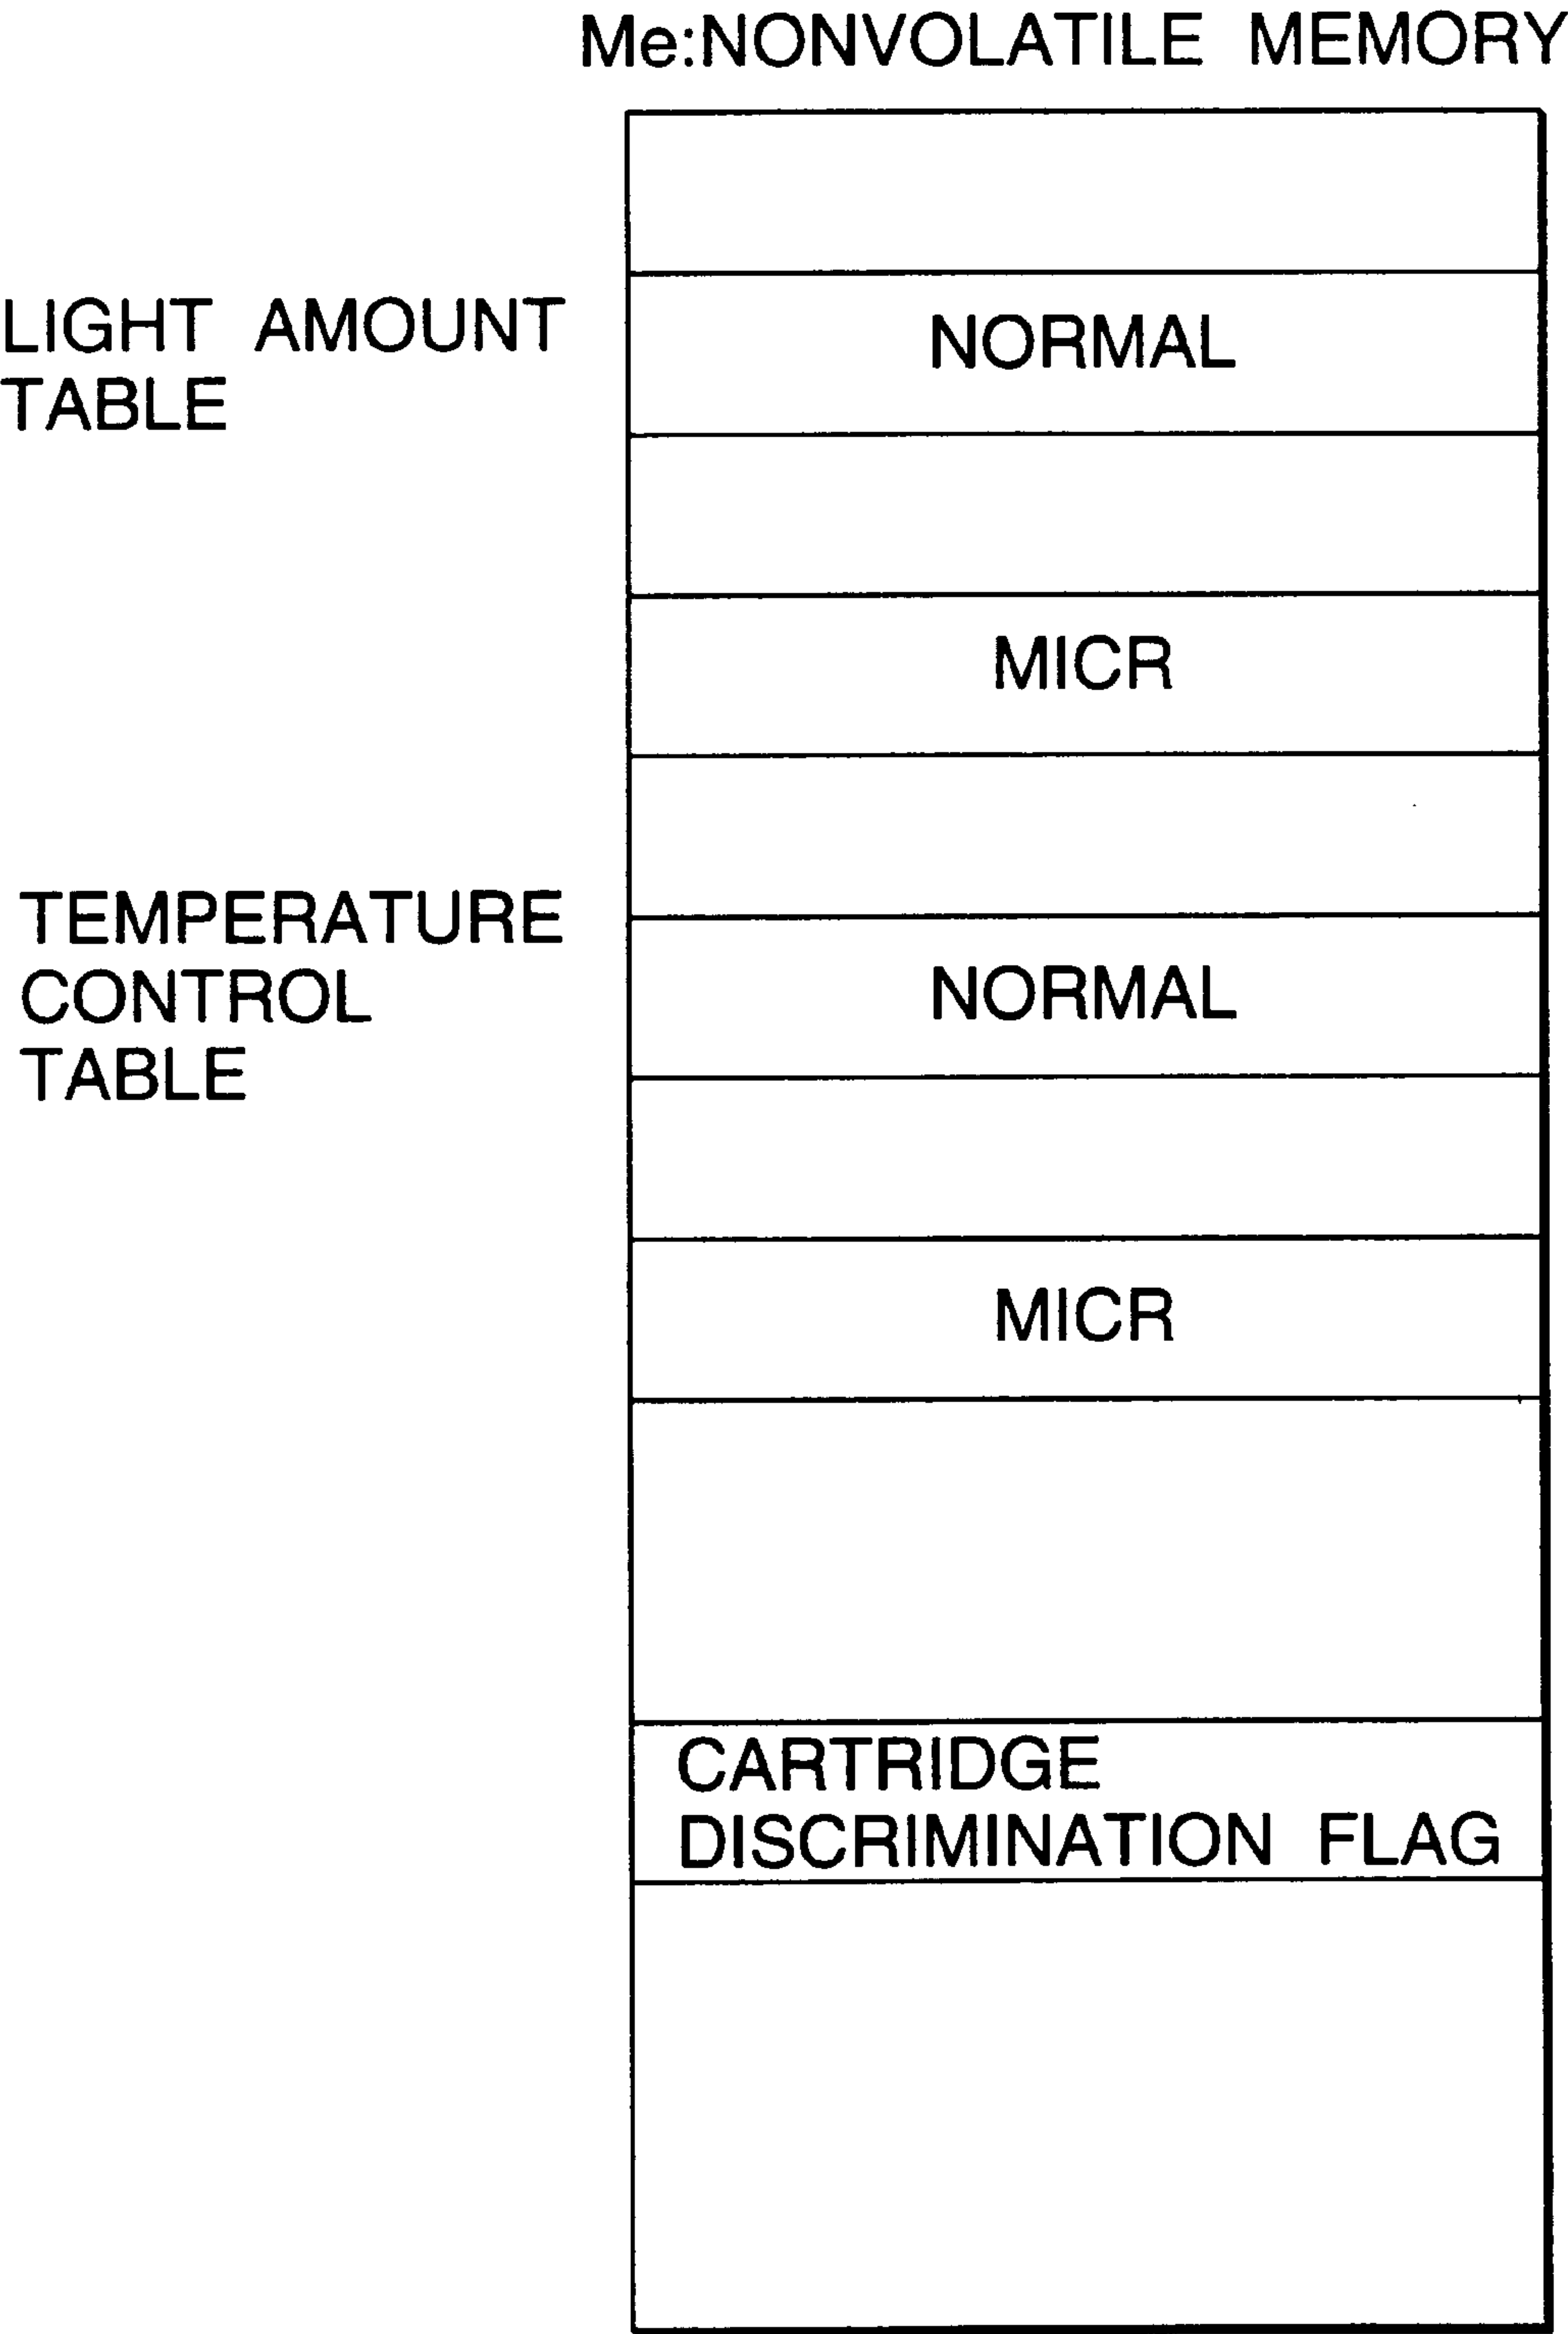 Me:NONVOLATILE MEMORY
LIGHT AMOUNT
TABLE
NORMAL
MICR
TEMPERATURE
CONTROL
TABLE
NORMAL
MICR
CARTRIDGE
DISCRIMINATION FLAG